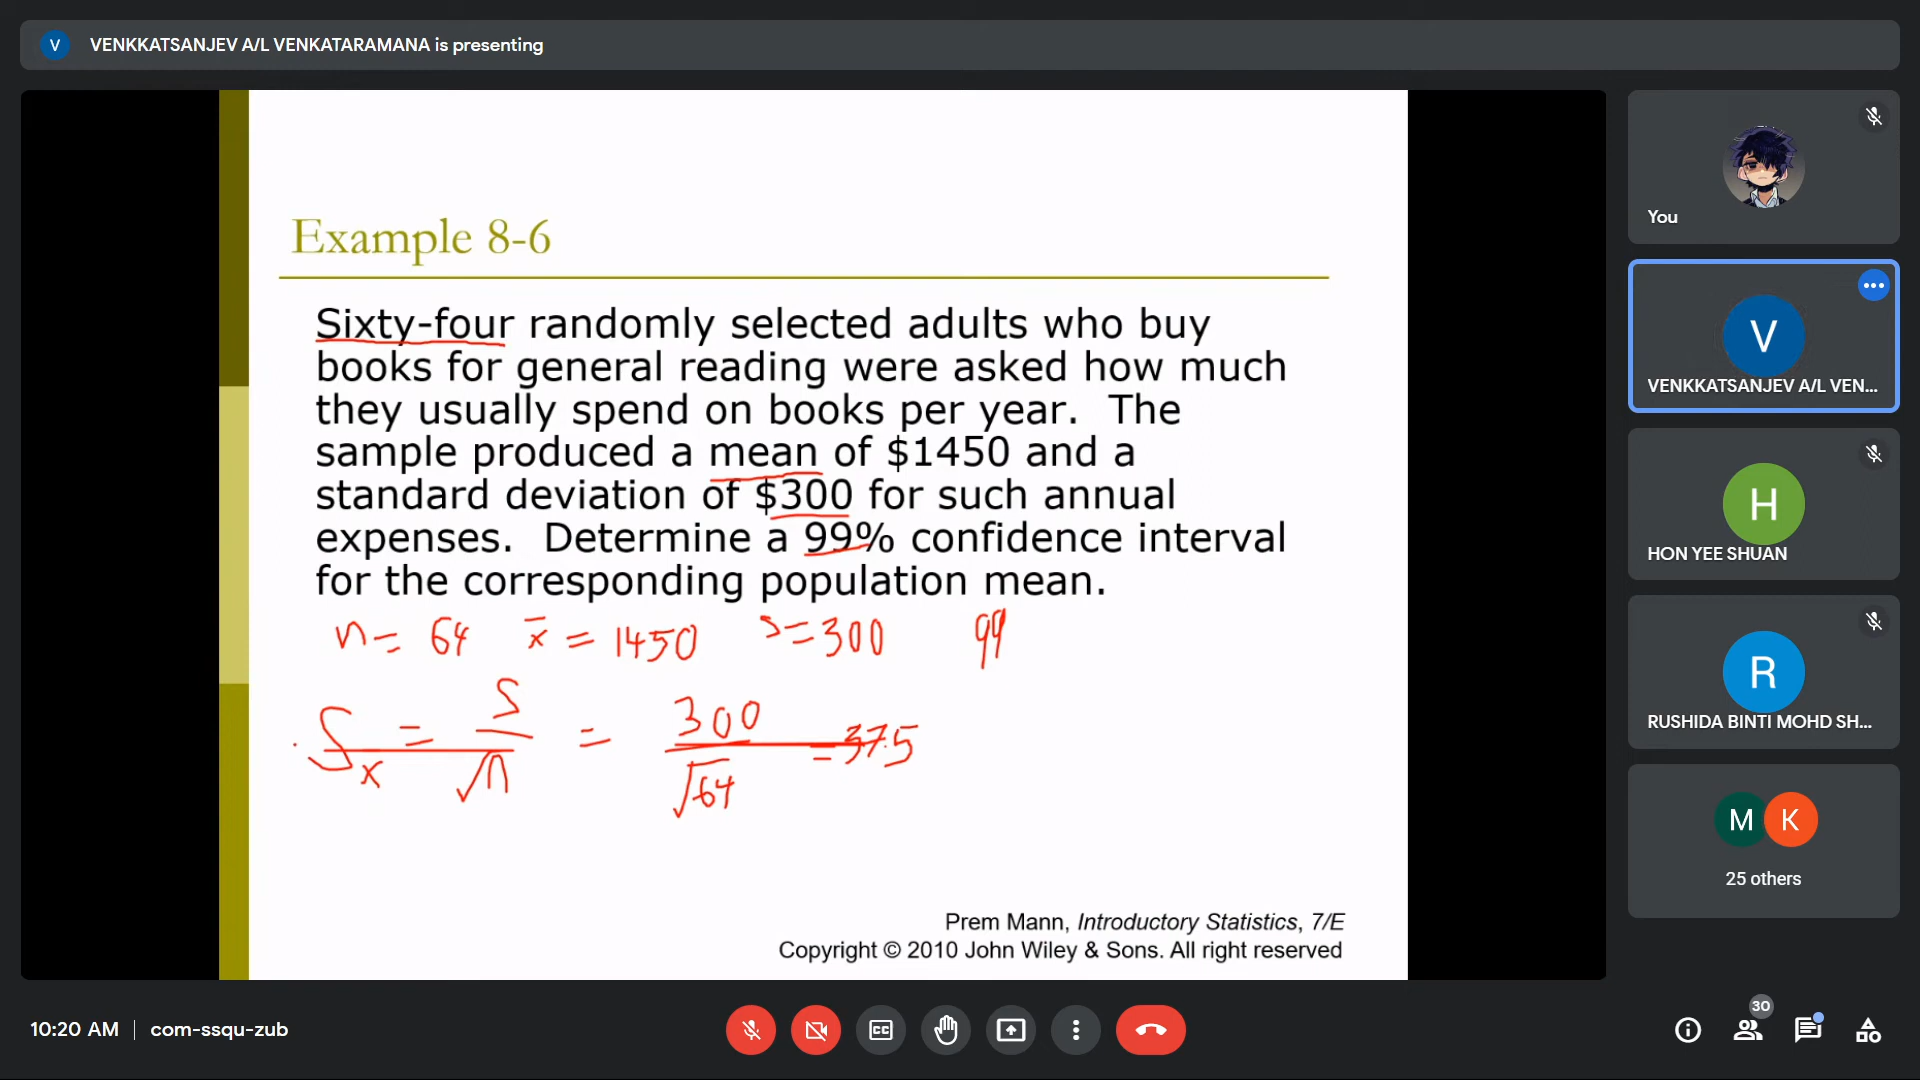 V VENKKATSANJEV A/L VENKATARAMANA is presenting
Example 8-6
Sixty-four randomly selected adults who buy
books for general reading were asked how much
they usually spend on books per year. The
sample produced a mean of $1450 and a
standard deviation of $300 for such annual
expenses. Determine a 99% confidence interval
for the corresponding population mean.
n = 64 x̄ = 1450 s = 300 99
S x = S / √n = 300 / √64 = 37.5
Prem Mann, Introductory Statistics, 7/E
Copyright © 2010 John Wiley & Sons. All right reserved
You
V
VENKKATSANJEV A/L VEN...
H
HON YEE SHUAN
R
RUSHIDA BINTI MOHD SH...
M K
25 others
10:20 AM | com-ssqu-zub
CC
30